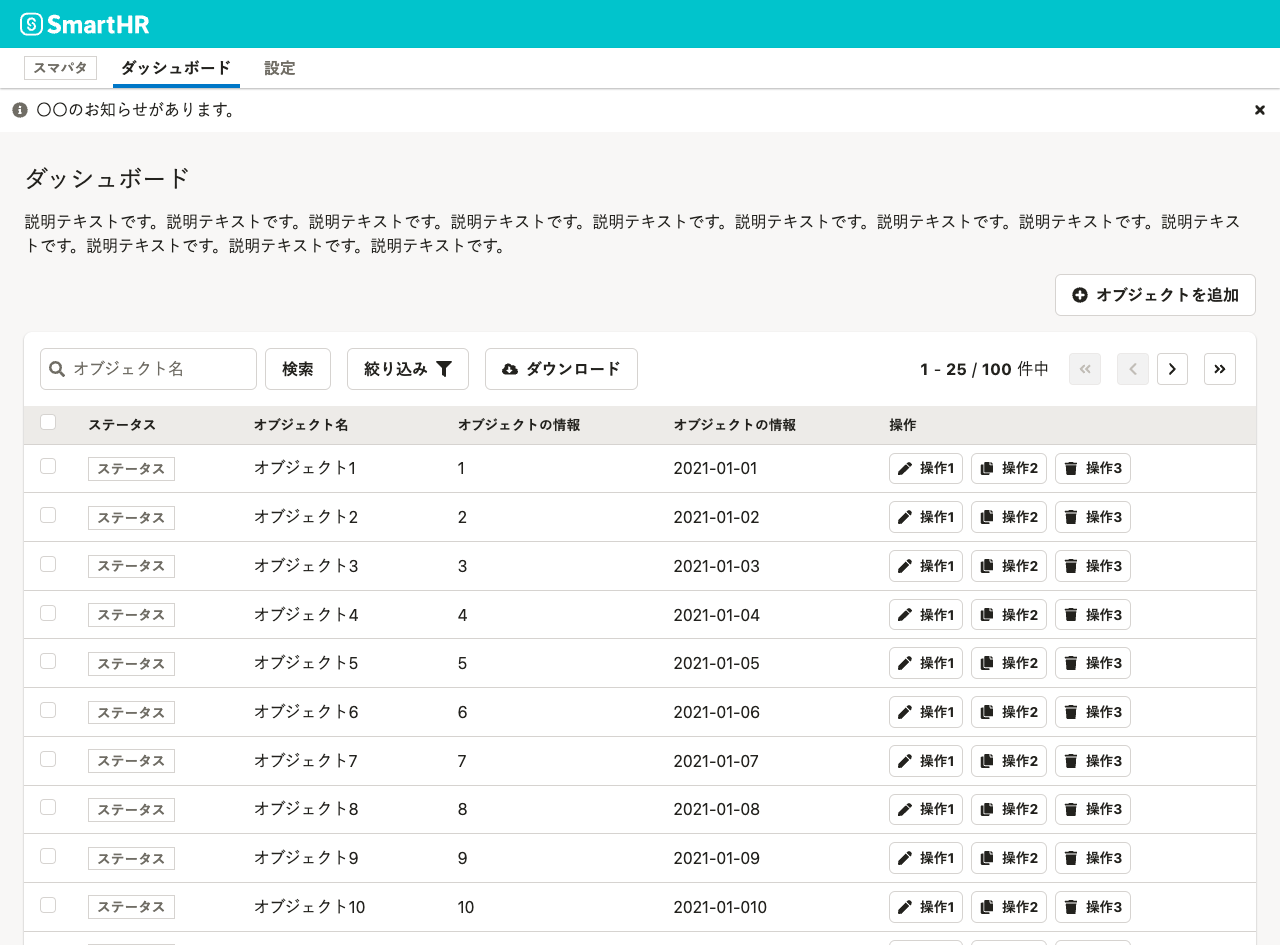 SmartHR
スマパタ ダッシュボード 設定
〇〇のお知らせがあります。
ダッシュボード
説明テキストです。説明テキストです。説明テキストです。説明テキストです。説明テキストです。説明テキストです。説明テキストです。説明テキストです。説明テキス
トです。説明テキストです。説明テキストです。説明テキストです。
オブジェクトを追加
オブジェクト名 検索 絞り込み ダウンロード 1 - 25 / 100 件中
ステータス オブジェクト名 オブジェクトの情報 オブジェクトの情報 操作
ステータス オブジェクト1 1 2021-01-01 操作1 操作2 操作3
ステータス オブジェクト2 2 2021-01-02 操作1 操作2 操作3
ステータス オブジェクト3 3 2021-01-03 操作1 操作2 操作3
ステータス オブジェクト4 4 2021-01-04 操作1 操作2 操作3
ステータス オブジェクト5 5 2021-01-05 操作1 操作2 操作3
ステータス オブジェクト6 6 2021-01-06 操作1 操作2 操作3
ステータス オブジェクト7 7 2021-01-07 操作1 操作2 操作3
ステータス オブジェクト8 8 2021-01-08 操作1 操作2 操作3
ステータス オブジェクト9 9 2021-01-09 操作1 操作2 操作3
ステータス オブジェクト10 10 2021-01-010 操作1 操作2 操作3